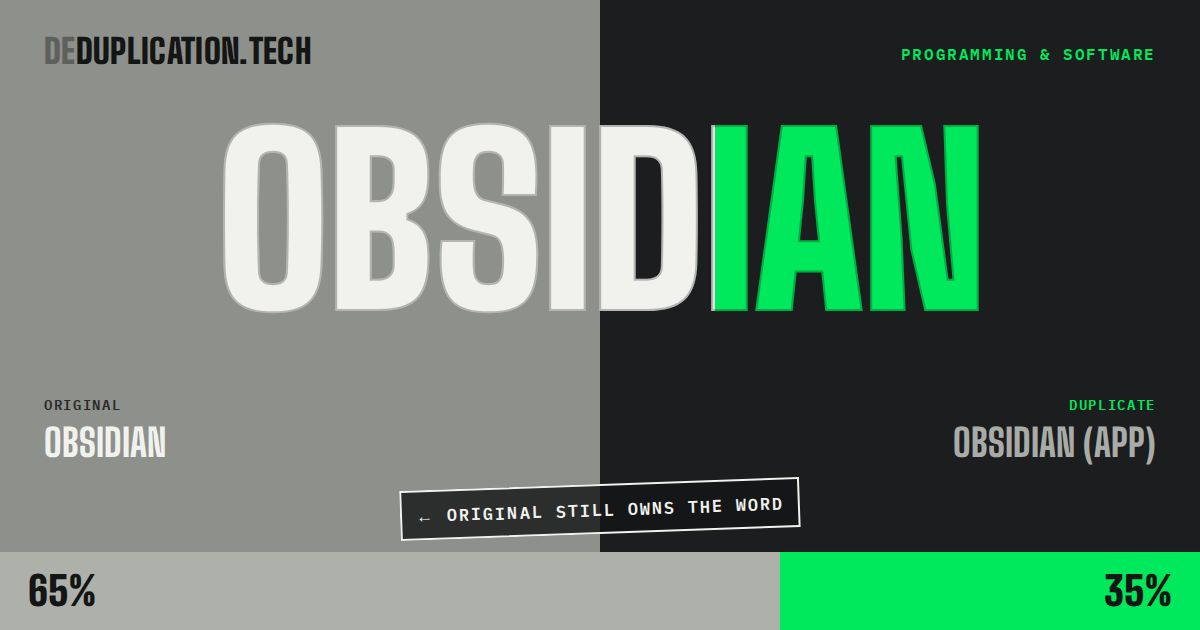 DEDUPLICATION.TECH
PROGRAMMING & SOFTWARE
OBSIDIAN
ORIGINAL
OBSIDIAN
DUPLICATE
OBSIDIAN (APP)
← ORIGINAL STILL OWNS THE WORD
65%
35%